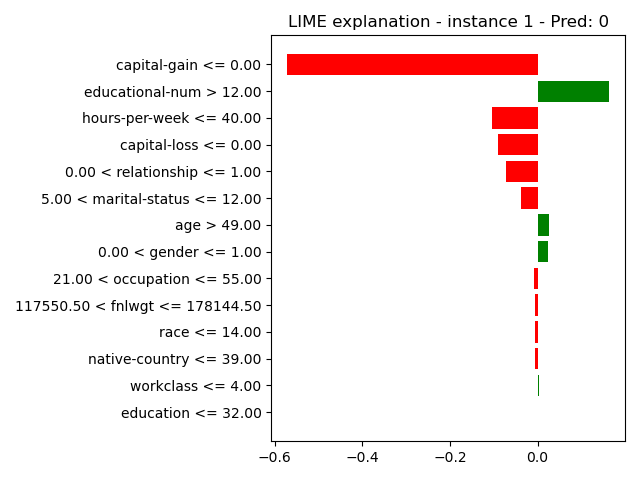 LIME explanation - instance 1 - Pred: 0
capital-gain <= 0.00
educational-num > 12.00
hours-per-week <= 40.00
capital-loss <= 0.00
0.00 < relationship <= 1.00
5.00 < marital-status <= 12.00
age > 49.00
0.00 < gender <= 1.00
21.00 < occupation <= 55.00
117550.50 < fnlwgt <= 178144.50
race <= 14.00
native-country <= 39.00
workclass <= 4.00
education <= 32.00
−0.6 −0.4 −0.2 0.0